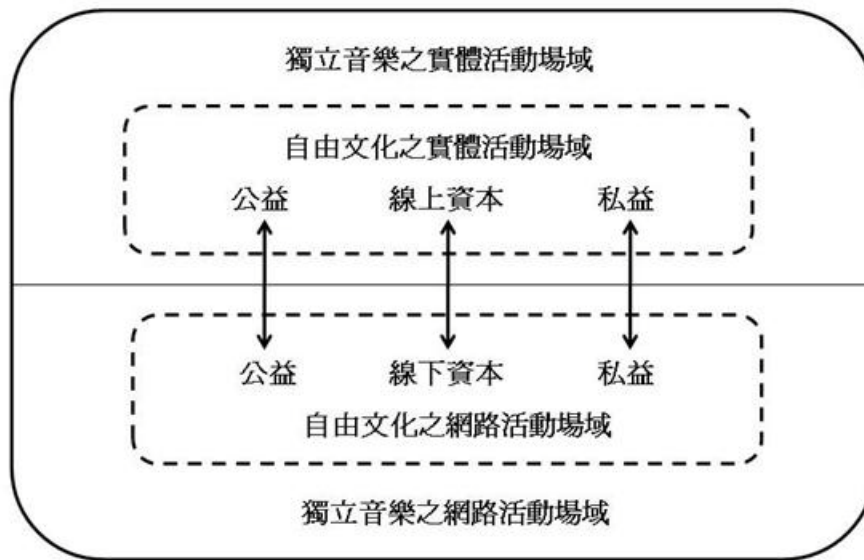 獨立音樂之實體活動場域
自由文化之實體活動場域
公益 線上資本 私益
公益 線下資本 私益
自由文化之網路活動場域
獨立音樂之網路活動場域